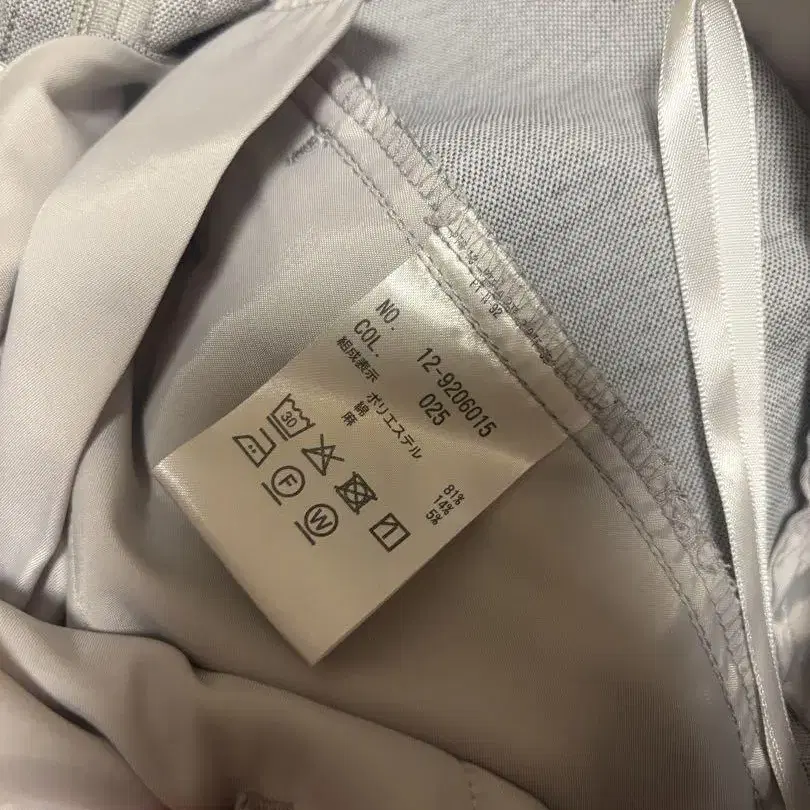 NO. 12-9206015
COL. 025
組成表示
ポリエステル 81%
綿 14%
麻 5%
30
F
W